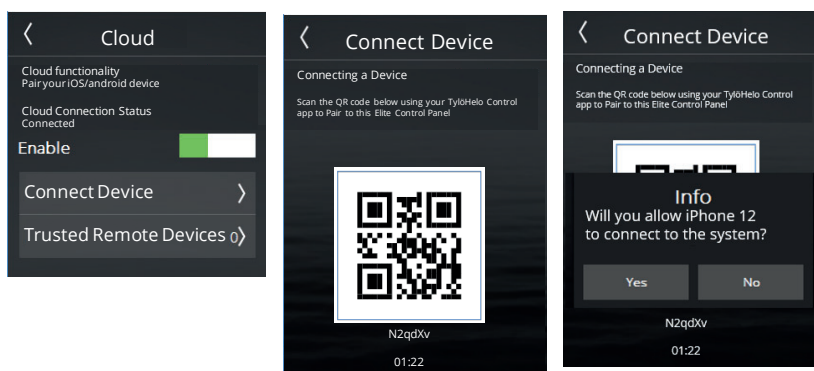 Cloud
Cloud functionality
Pair your iOS/android device
Cloud Connection Status
Connected
Enable
Connect Device
Trusted Remote Devices 0
Connect Device
Connecting a Device
Scan the QR code below using your TylöHelo Control
app to Pair to this Elite Control Panel
N2qdXv
01:22
Connect Device
Connecting a Device
Scan the QR code below using your TylöHelo Control
app to Pair to this Elite Control Panel
Info
Will you allow iPhone 12
to connect to the system?
Yes
No
N2qdXv
01:22